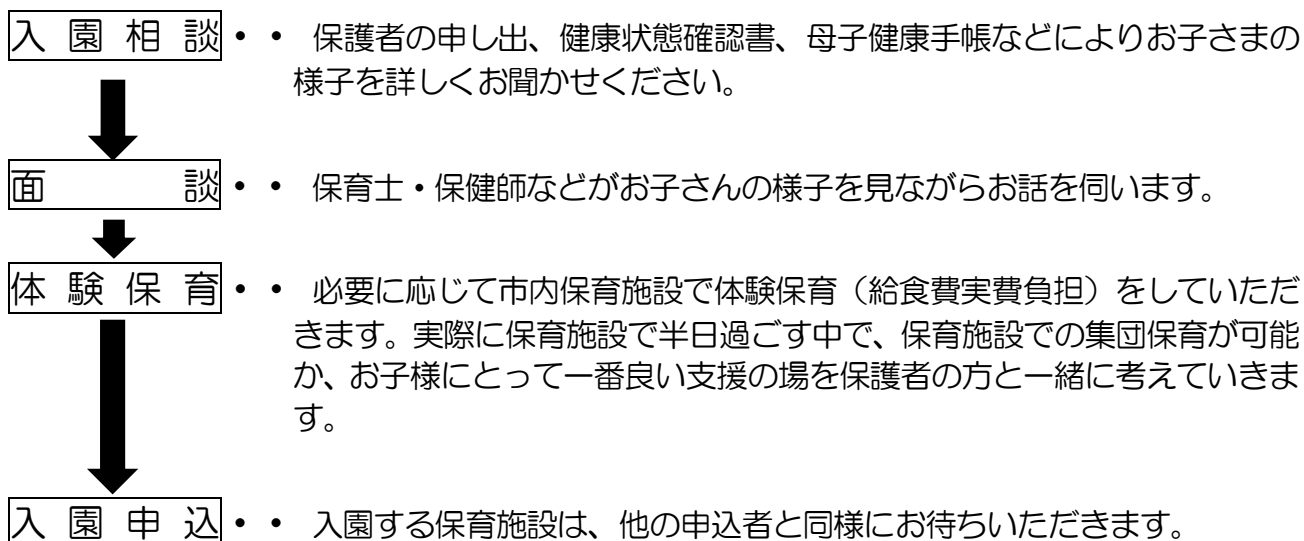 入 園 相 談・・ 保護者の申し出、健康状態確認書、母子健康手帳などによりお子さまの
様子を詳しくお聞かせください。
面 談・・ 保育士・保健師などがお子さんの様子を見ながらお話を伺います。
体 験 保 育・・ 必要に応じて市内保育施設で体験保育（給食費実費負担）をしていただ
きます。実際に保育施設で半日過ごす中で、保育施設での集団保育が可能
か、お子様にとって一番良い支援の場を保護者の方と一緒に考えていきま
す。
入 園 申 込・・ 入園する保育施設は、他の申込者と同様にお待ちいただきます。